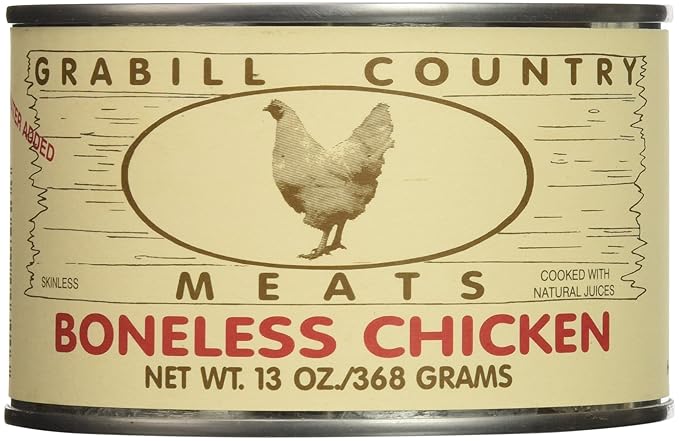 GRABILL COUNTRY
ADDED
MEATS
SKINLESS
COOKED WITH
NATURAL JUICES
BONELESS CHICKEN
NET WT. 13 OZ./368 GRAMS